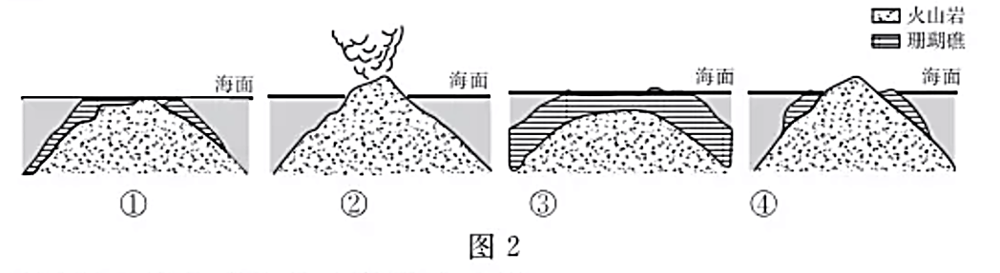 火山岩
珊瑚礁
海面 海面 海面 海面
① ② ③ ④
图 2